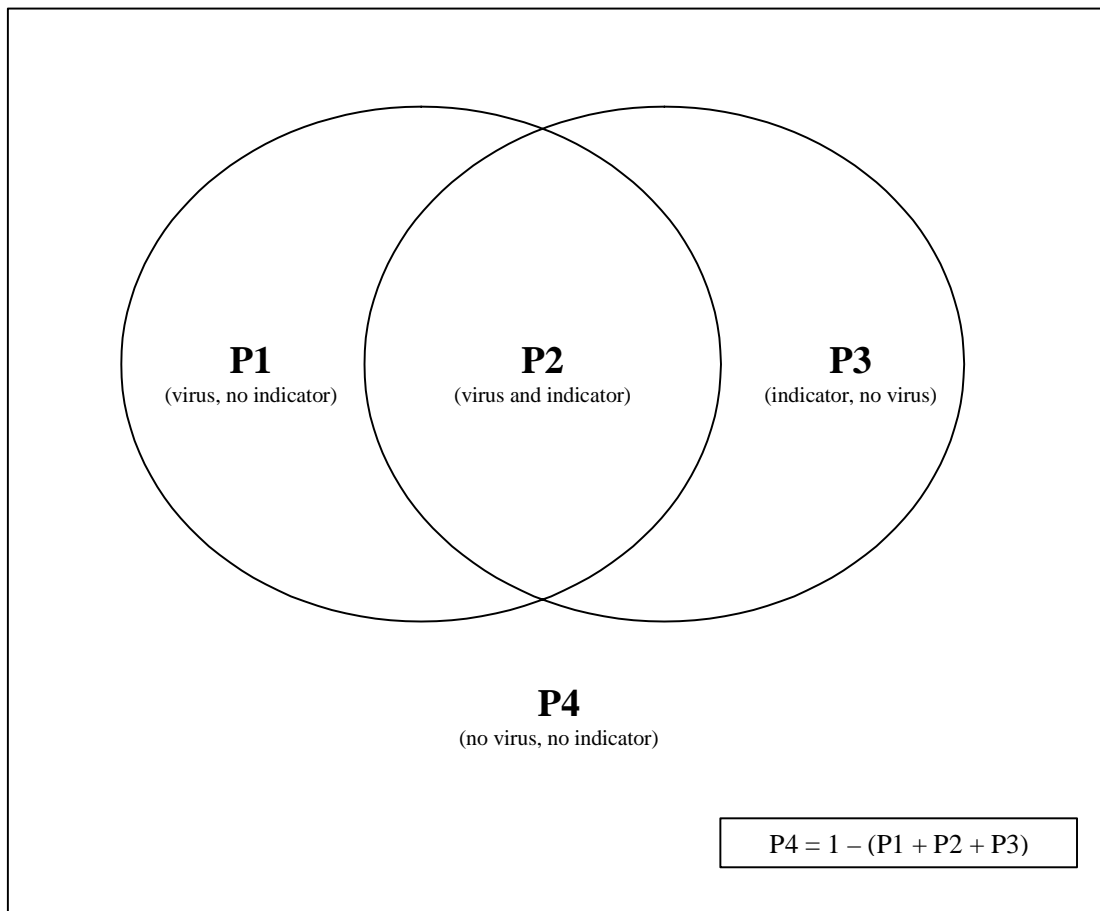 P1
(virus, no indicator)
P2
(virus and indicator)
P3
(indicator, no virus)
P4
(no virus, no indicator)
P4 = 1 – (P1 + P2 + P3)